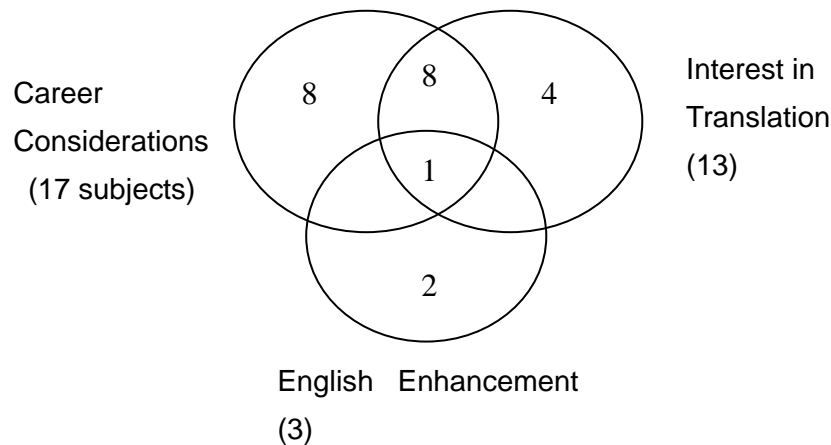 Career
Considerations
(17 subjects)
8
8
4
1
2
Interest in
Translation
(13)
English Enhancement
(3)